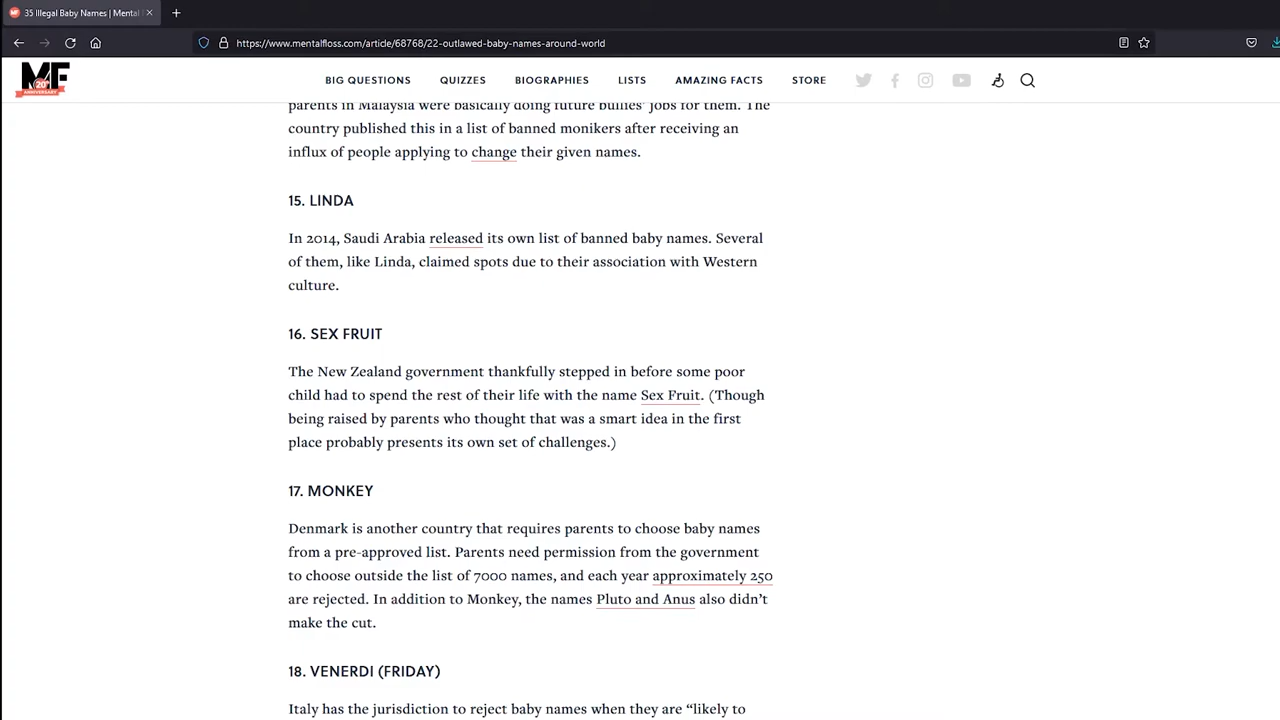 35 Illegal Baby Names | Mental
https://www.mentalfloss.com/article/68768/22-outlawed-baby-names-around-world
MF
20th
ANNIVERSARY
BIG QUESTIONS QUIZZES BIOGRAPHIES LISTS AMAZING FACTS STORE
parents in Malaysia were basically doing future bullies’ jobs for them. The
country published this in a list of banned monikers after receiving an
influx of people applying to change their given names.
15. LINDA
In 2014, Saudi Arabia released its own list of banned baby names. Several
of them, like Linda, claimed spots due to their association with Western
culture.
16. SEX FRUIT
The New Zealand government thankfully stepped in before some poor
child had to spend the rest of their life with the name Sex Fruit. (Though
being raised by parents who thought that was a smart idea in the first
place probably presents its own set of challenges.)
17. MONKEY
Denmark is another country that requires parents to choose baby names
from a pre-approved list. Parents need permission from the government
to choose outside the list of 7000 names, and each year approximately 250
are rejected. In addition to Monkey, the names Pluto and Anus also didn’t
make the cut.
18. VENERDI (FRIDAY)
Italy has the jurisdiction to reject baby names when they are “likely to